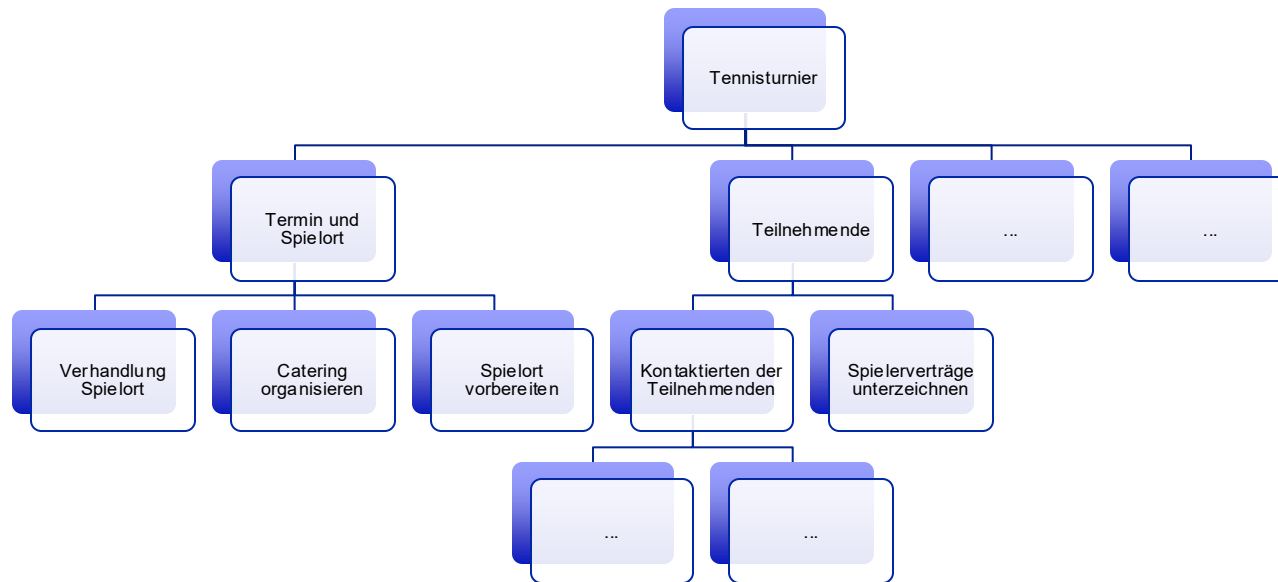 Tennisturnier
Termin und
Spielort
Teilnehmende
...
...
Verhandlung
Spielort
Catering
organisieren
Spielort
vorbereiten
Kontaktierten der
Teilnehmenden
Spielerverträge
unterzeichnen
...
...